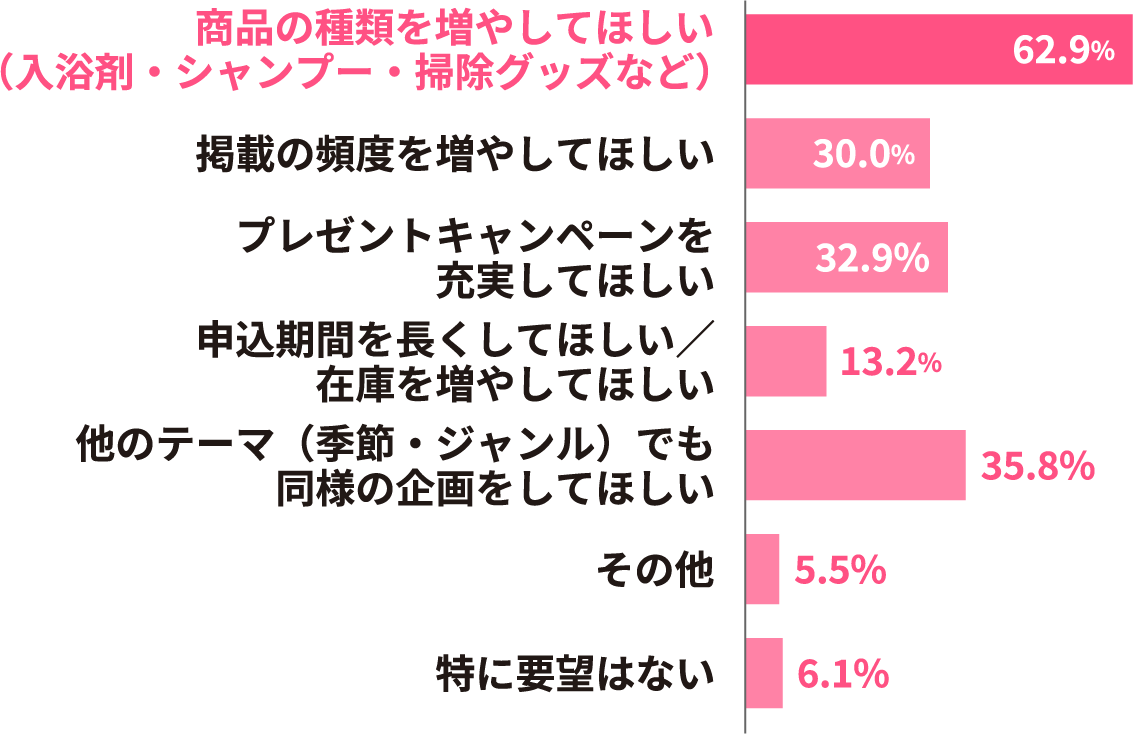 商品の種類を増やしてほしい
（入浴剤・シャンプー・掃除グッズなど）
62.9%
掲載の頻度を増やしてほしい
30.0%
プレゼントキャンペーンを
充実してほしい
32.9%
申込期間を長くしてほしい／
在庫を増やしてほしい
13.2%
他のテーマ（季節・ジャンル）でも
同様の企画をしてほしい
35.8%
その他
5.5%
特に要望はない
6.1%